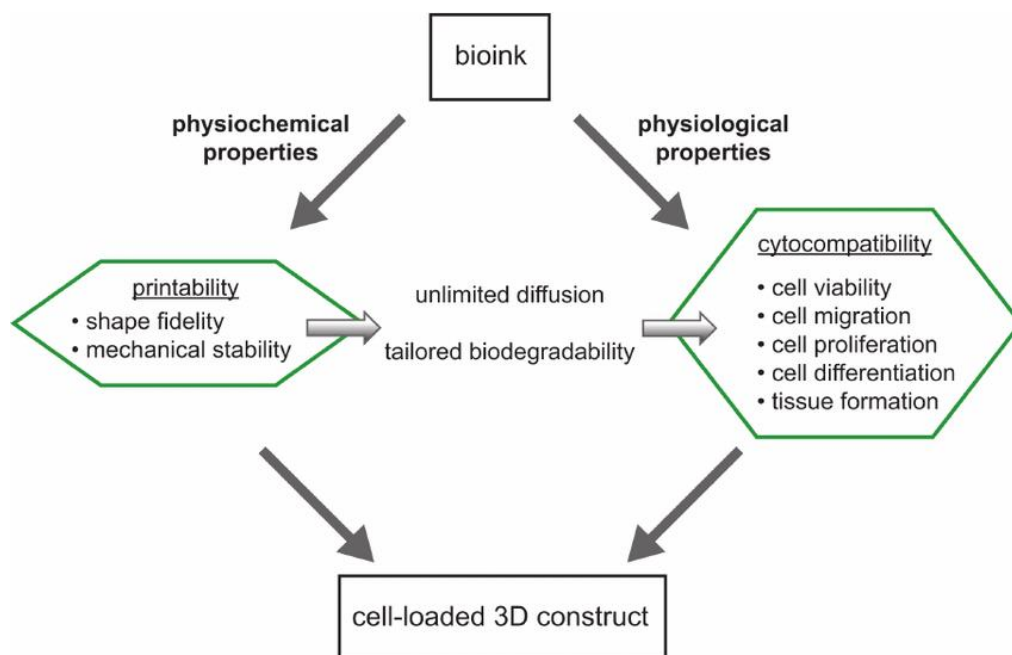 bioink
physiochemical
properties
physiological
properties
printability
• shape fidelity
• mechanical stability
unlimited diffusion
tailored biodegradability
cytocompatibility
• cell viability
• cell migration
• cell proliferation
• cell differentiation
• tissue formation
cell-loaded 3D construct